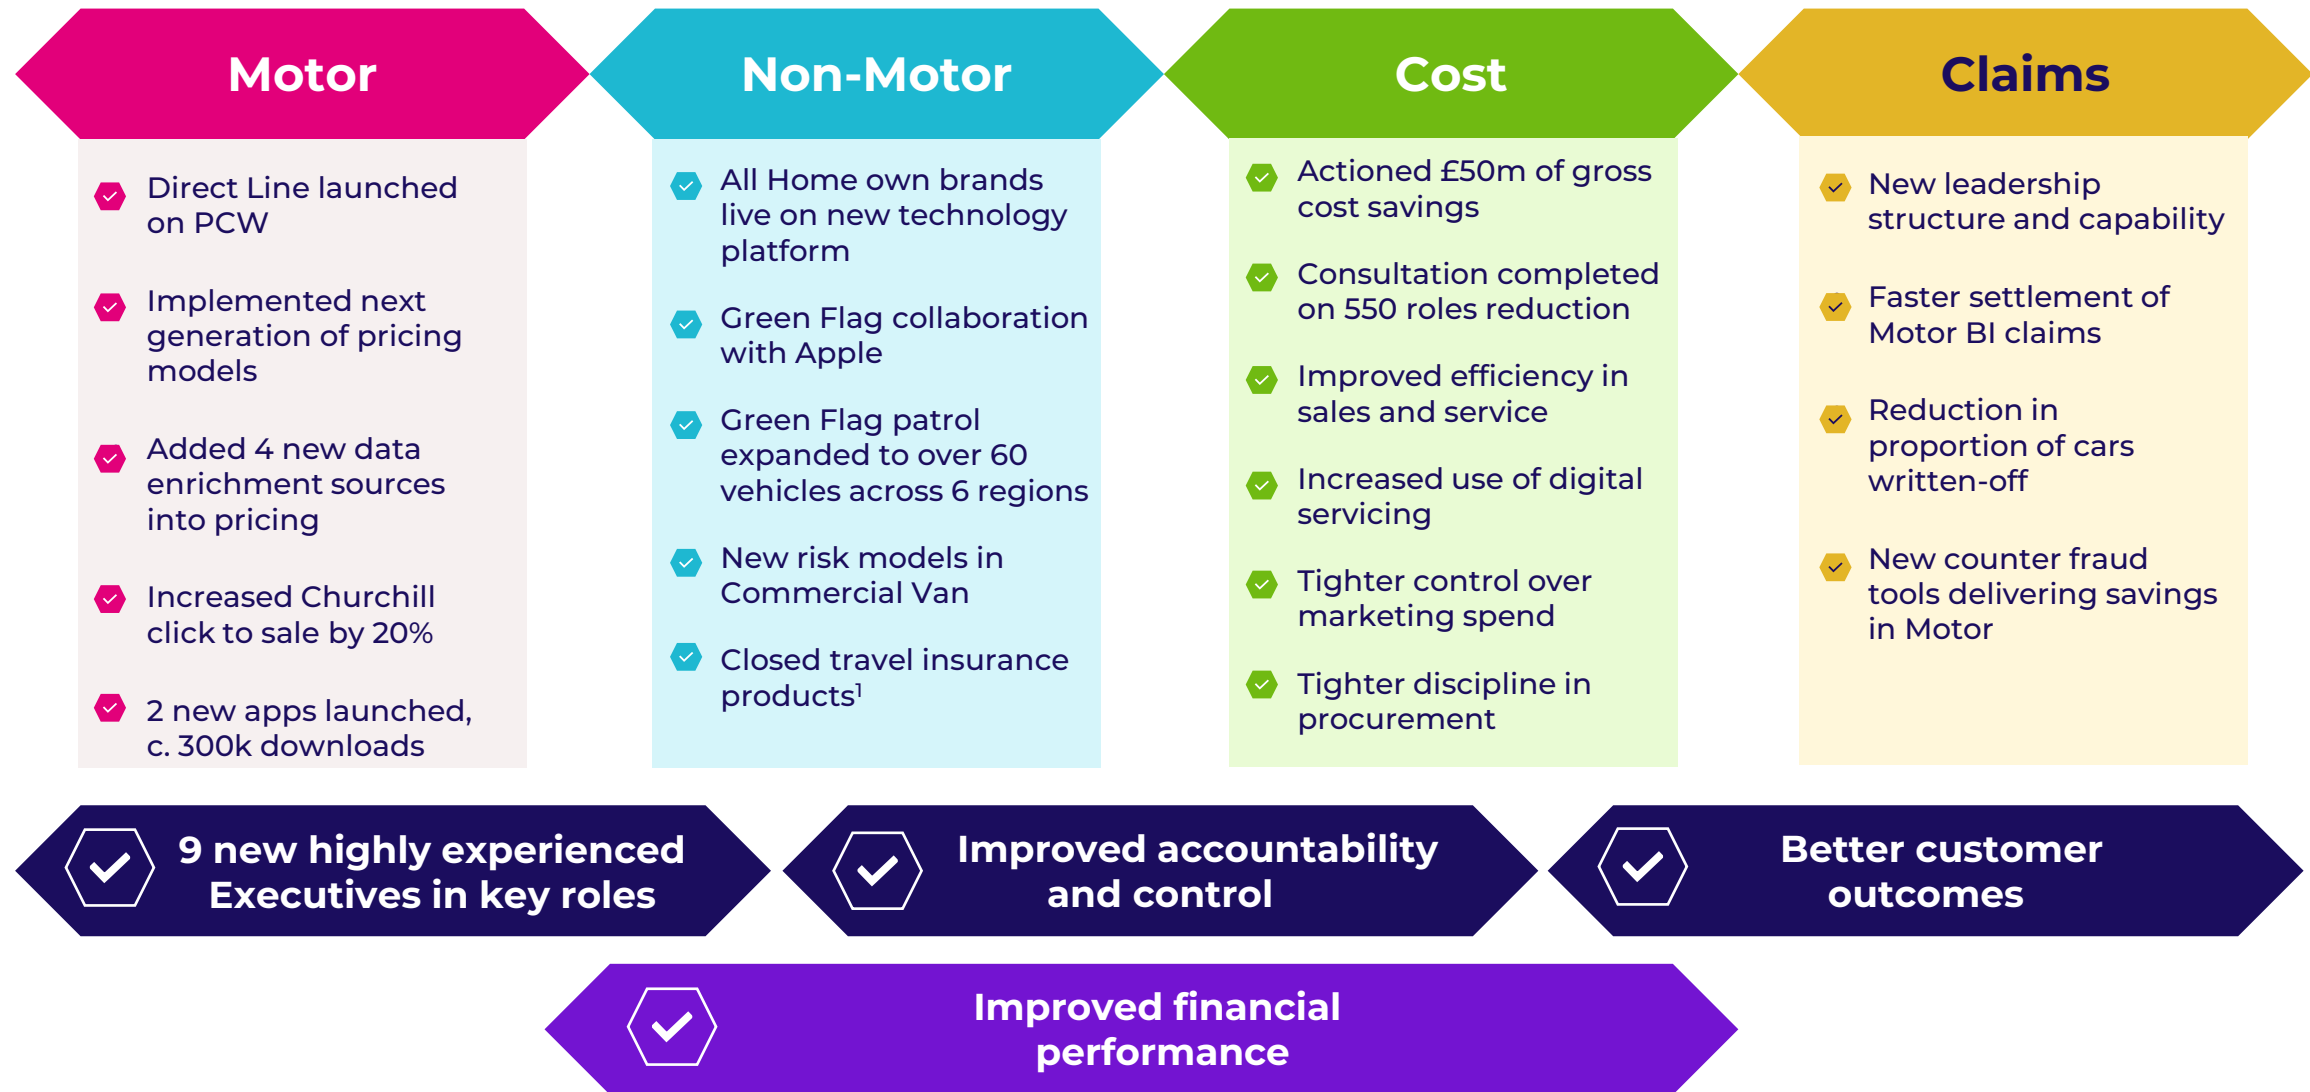 Motor
Direct Line launched
on PCW
Implemented next
generation of pricing
models
Added 4 new data
enrichment sources
into pricing
Increased Churchill
click to sale by 20%
2 new apps launched,
c. 300k downloads
Non-Motor
All Home own brands
live on new technology
platform
Green Flag collaboration
with Apple
Green Flag patrol
expanded to over 60
vehicles across 6 regions
New risk models in
Commercial Van
Closed travel insurance
products¹
Cost
Actioned £50m of gross
cost savings
Consultation completed
on 550 roles reduction
Improved efficiency in
sales and service
Increased use of digital
servicing
Tighter control over
marketing spend
Tighter discipline in
procurement
Claims
New leadership
structure and capability
Faster settlement of
Motor BI claims
Reduction in
proportion of cars
written-off
New counter fraud
tools delivering savings
in Motor
9 new highly experienced
Executives in key roles
Improved accountability
and control
Better customer
outcomes
Improved financial
performance